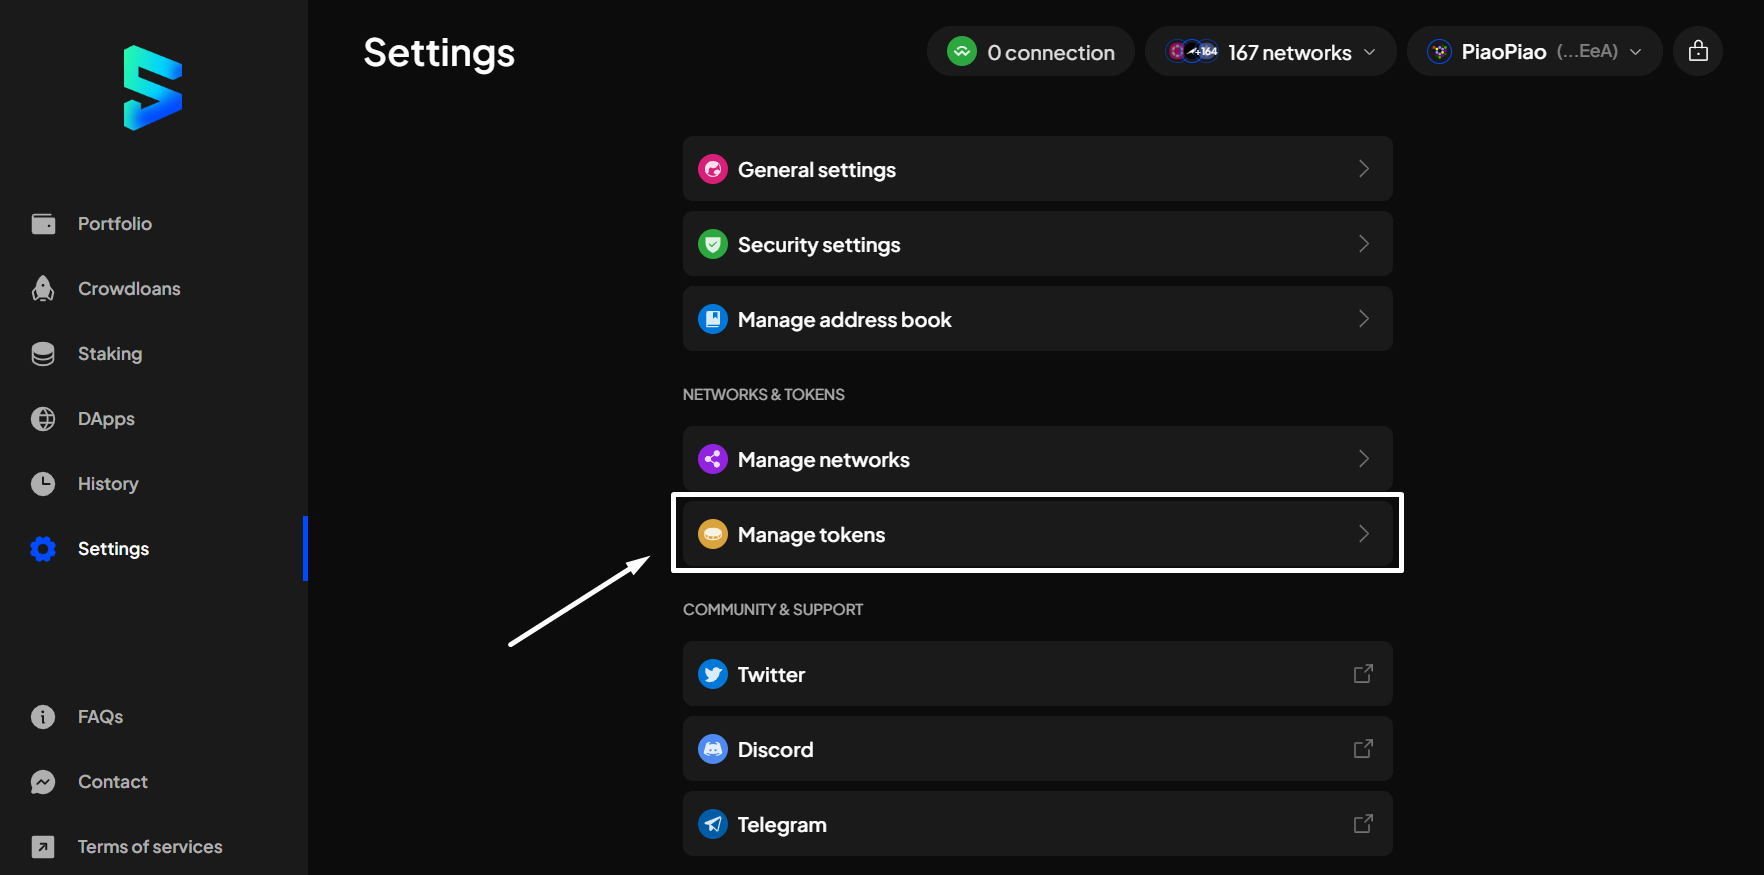 Settings
0 connection
+164
167 networks
PiaoPiao (...EeA)
Portfolio
Crowdloans
Staking
DApps
History
Settings
FAQs
Contact
Terms of services
General settings
Security settings
Manage address book
NETWORKS & TOKENS
Manage networks
Manage tokens
COMMUNITY & SUPPORT
Twitter
Discord
Telegram